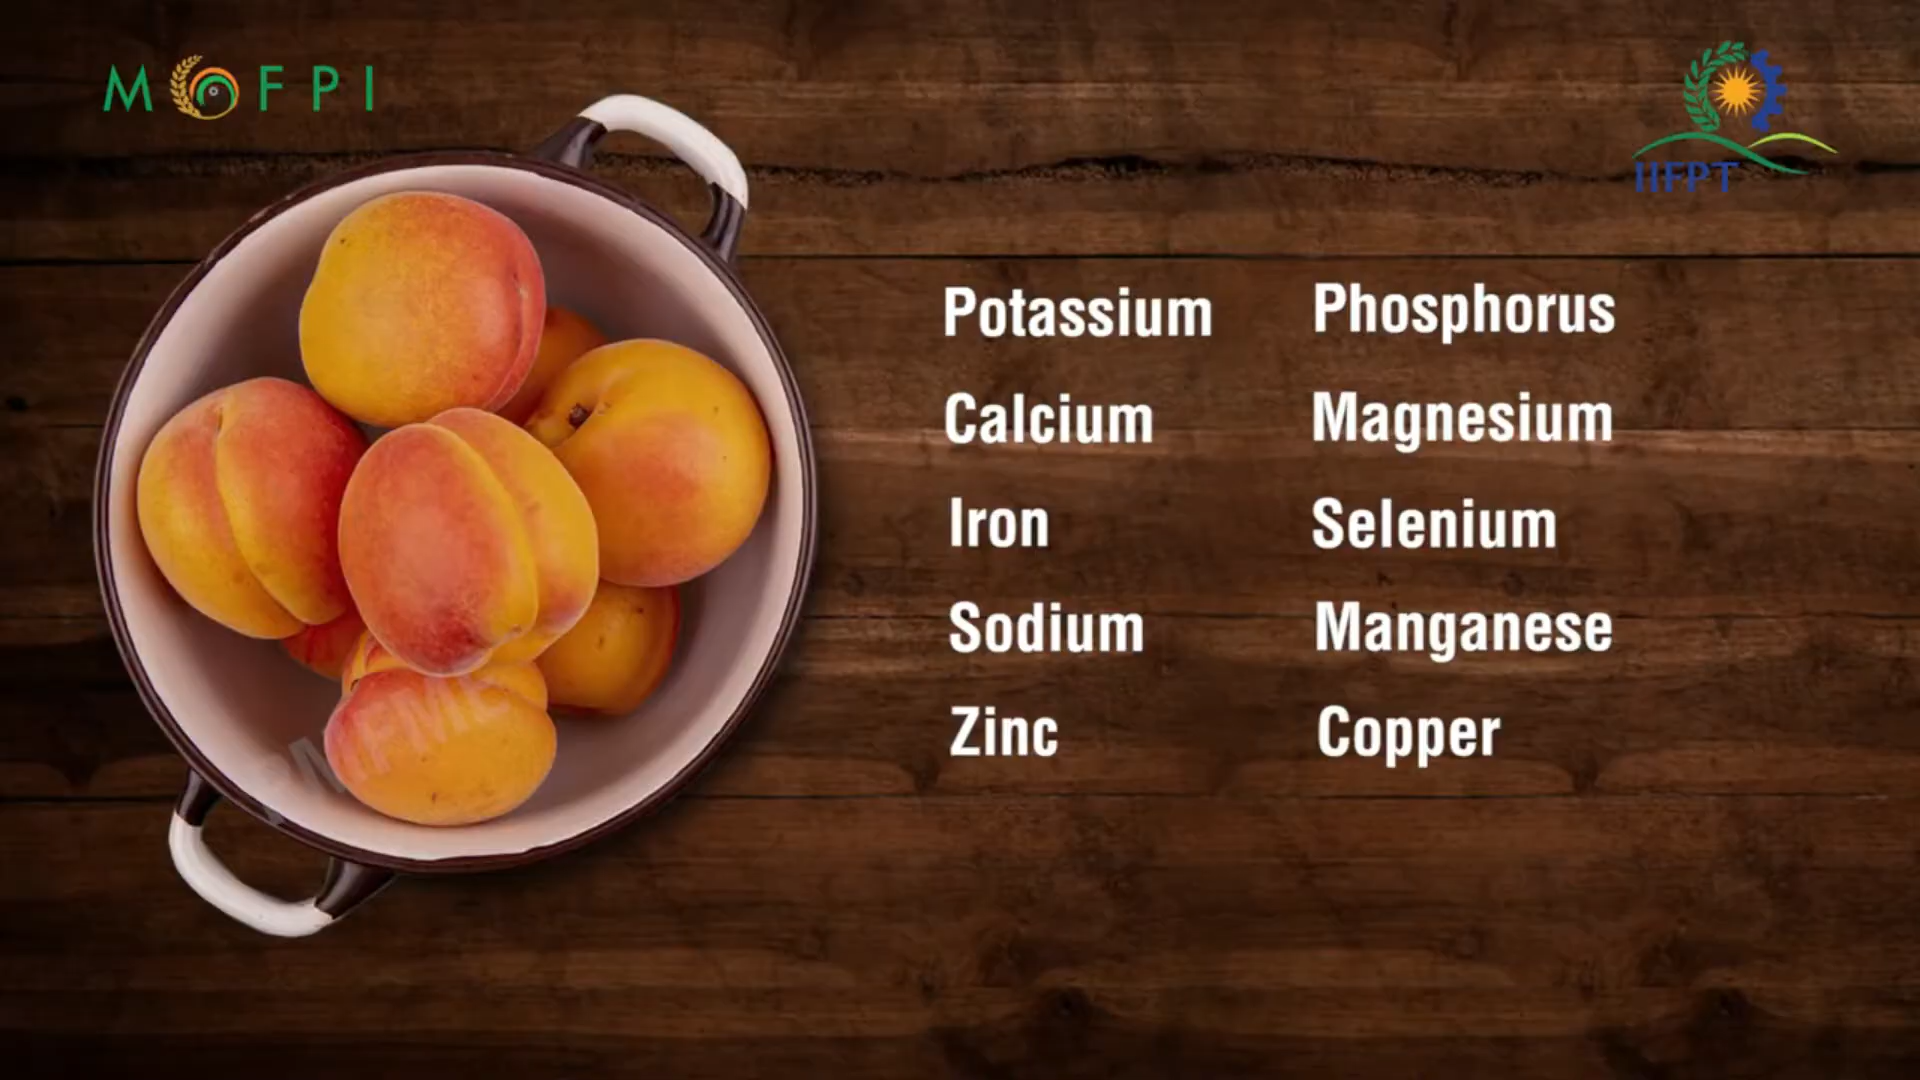 MOFPI
IIFPT
Potassium
Phosphorus
Calcium
Magnesium
Iron
Selenium
Sodium
Manganese
Zinc
Copper